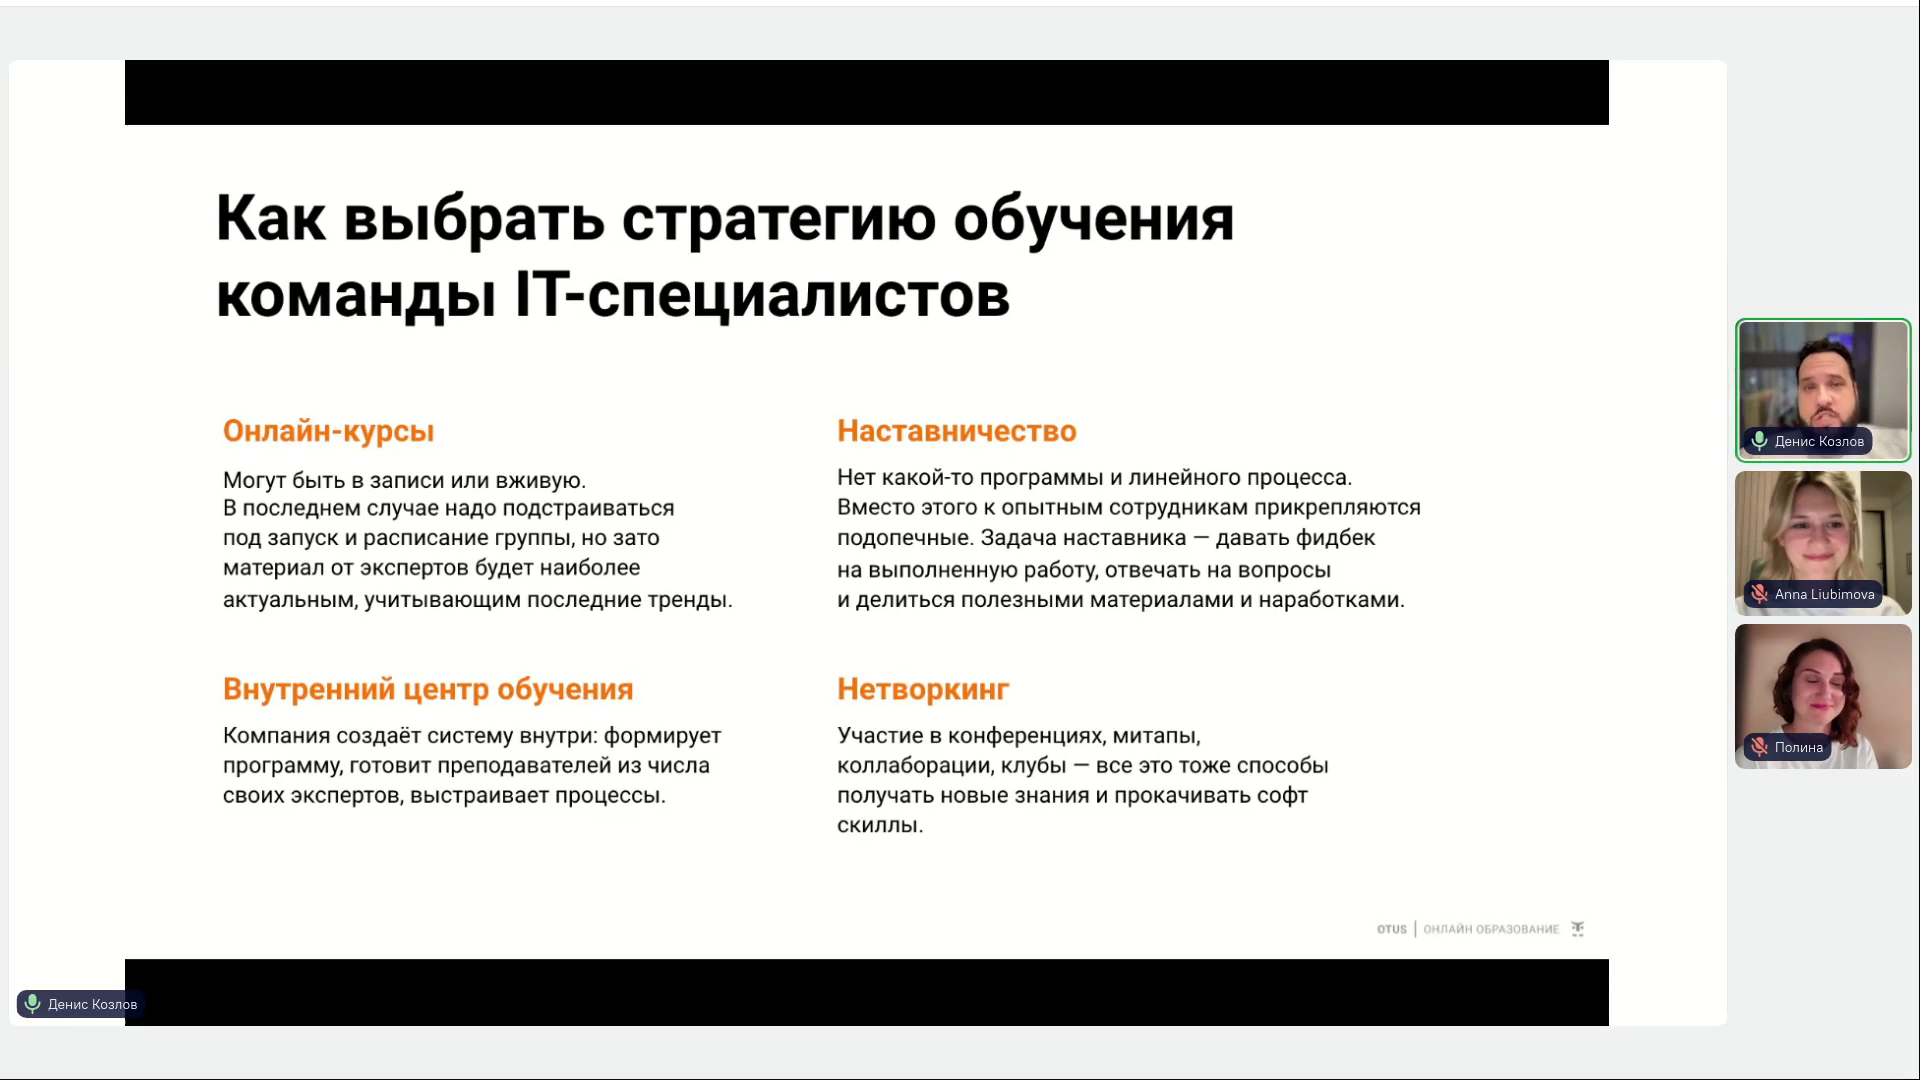 Как выбрать стратегию обучения
команды IT-специалистов
Онлайн-курсы
Могут быть в записи или вживую.
В последнем случае надо подстраиваться
под запуск и расписание группы, но зато
материал от экспертов будет наиболее
актуальным, учитывающим последние тренды.
Наставничество
Нет какой-то программы и линейного процесса.
Вместо этого к опытным сотрудникам прикрепляются
подопечные. Задача наставника — давать фидбек
на выполненную работу, отвечать на вопросы
и делиться полезными материалами и наработками.
Внутренний центр обучения
Компания создаёт систему внутри: формирует
программу, готовит преподавателей из числа
своих экспертов, выстраивает процессы.
Нетворкинг
Участие в конференциях, митапы,
коллаборации, клубы — все это тоже способы
получать новые знания и прокачивать софт
скиллы.
OTUS | ОНЛАЙН ОБРАЗОВАНИЕ
Денис Козлов
Денис Козлов
Anna Liubimova
Полина